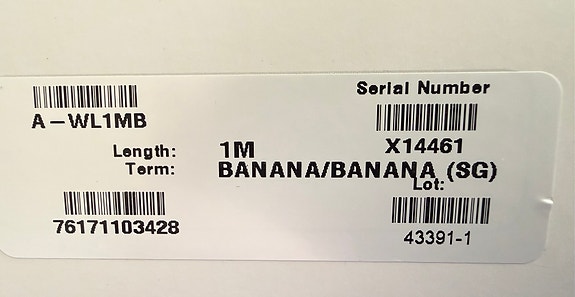 Serial Number
A-WL1MB
X14461
Length: 1M
Term: BANANA/BANANA (SG)
Lot:
76171103428
43391-1